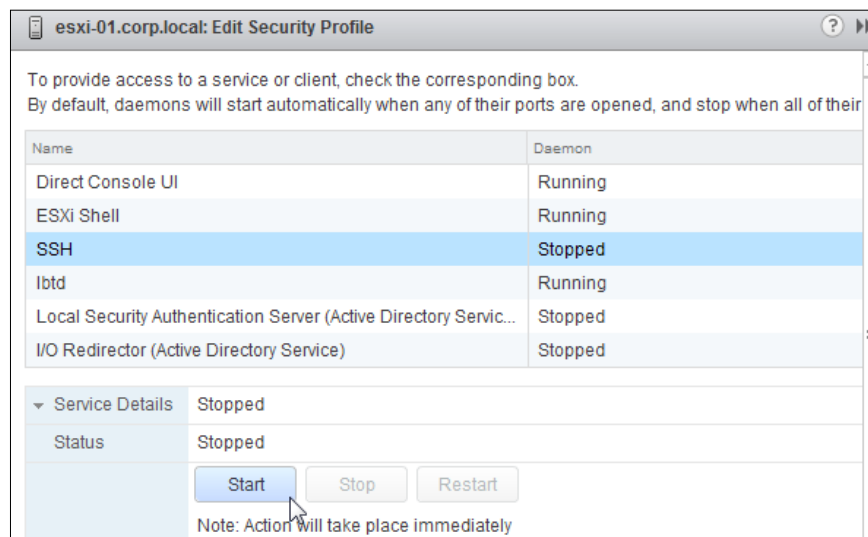 esxi-01.corp.local: Edit Security Profile ?
To provide access to a service or client, check the corresponding box.
By default, daemons will start automatically when any of their ports are opened, and stop when all of their
Name Daemon
Direct Console UI Running
ESXi Shell Running
SSH Stopped
lbtd Running
Local Security Authentication Server (Active Directory Servic... Stopped
I/O Redirector (Active Directory Service) Stopped
Service Details Stopped
Status Stopped
Start Stop Restart
Note: Action will take place immediately